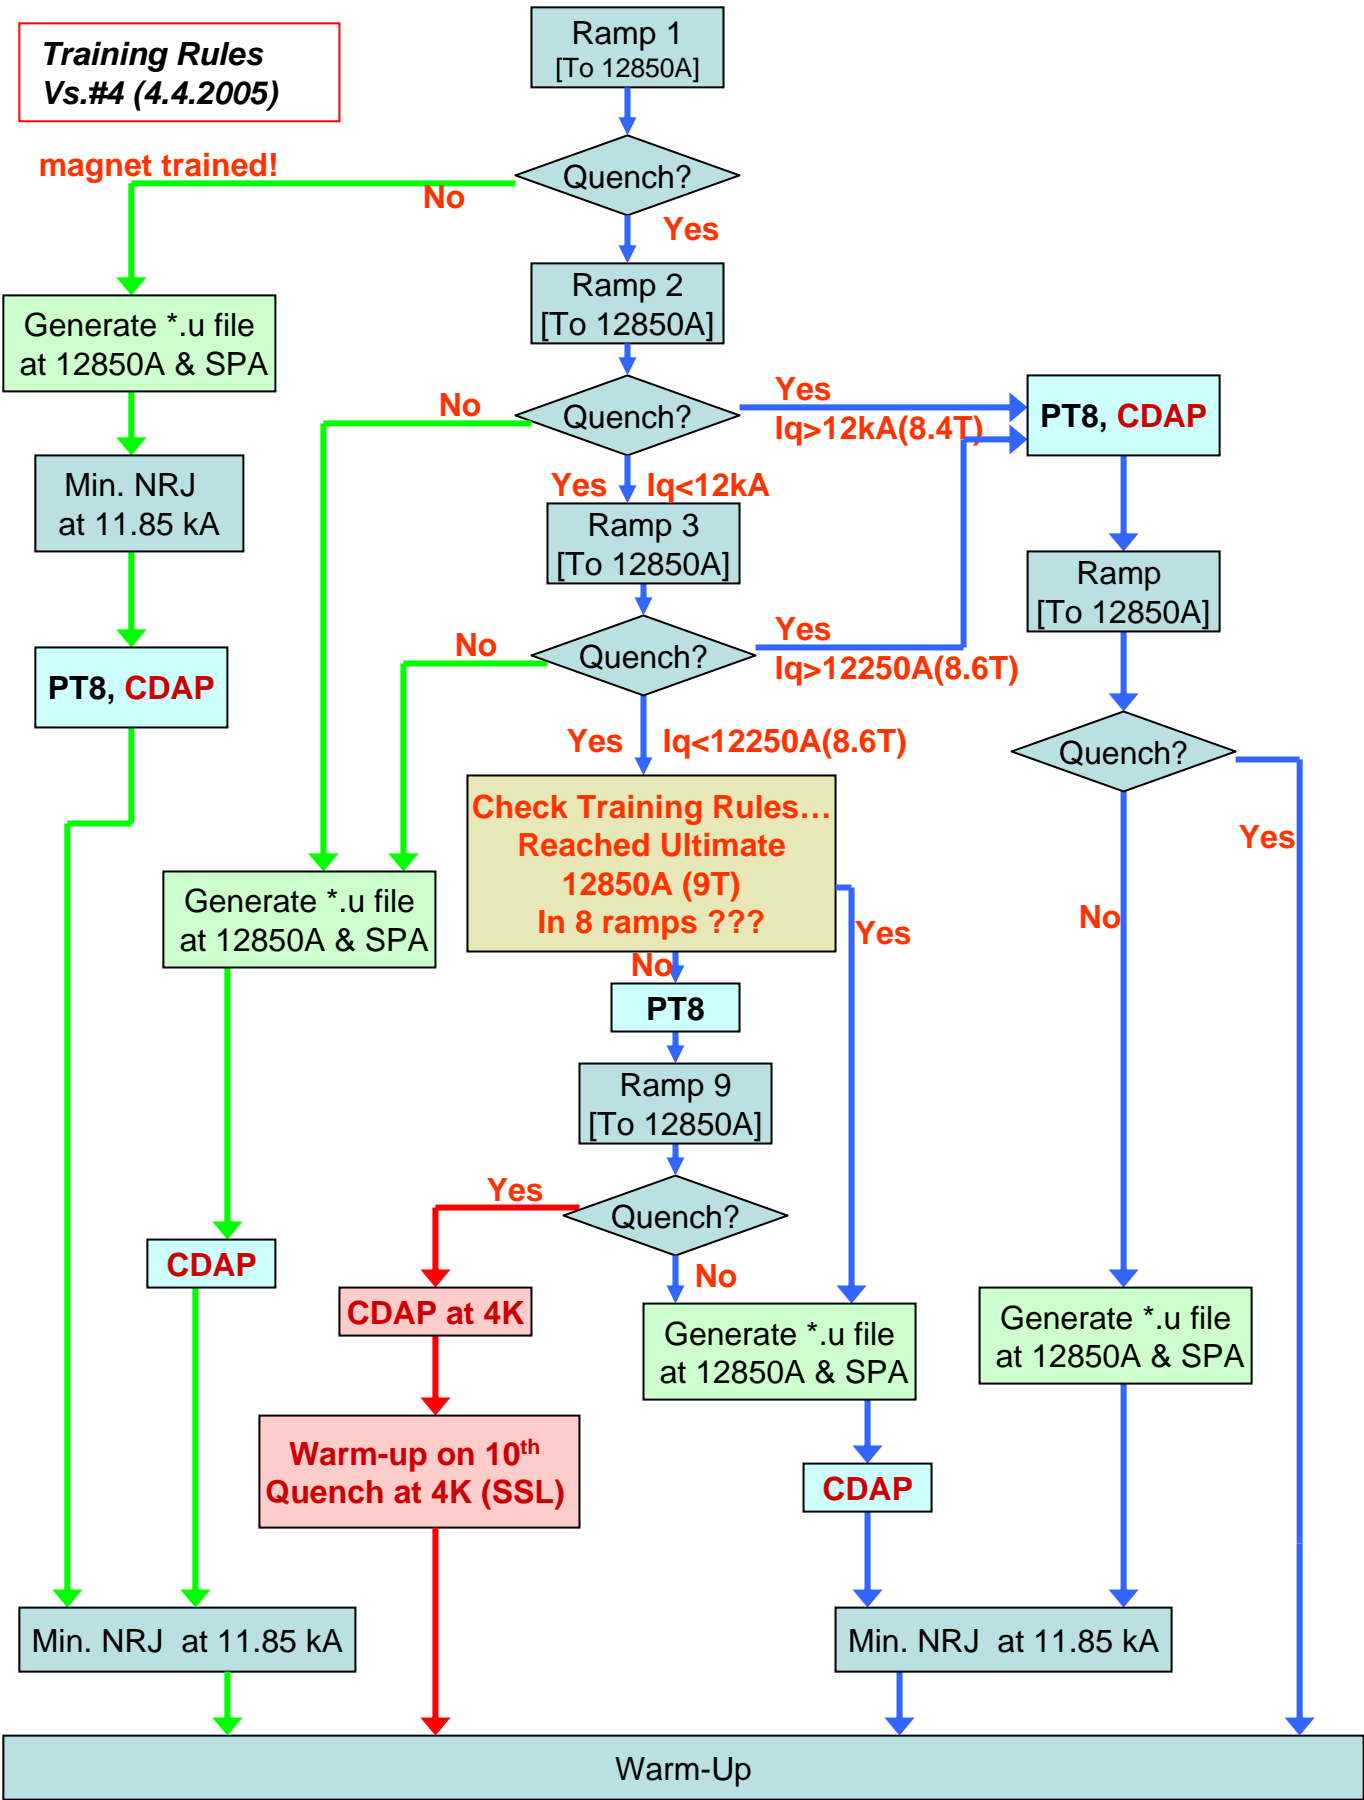 Training Rules
Vs.#4 (4.4.2005)
Ramp 1
[To 12850A]
magnet trained!
Quench?
No
Yes
Ramp 2
[To 12850A]
Generate *.u file
at 12850A & SPA
Quench?
No
Yes
Iq>12kA(8.4T)
PT8, CDAP
Yes Iq<12kA
Min. NRJ
at 11.85 kA
Ramp 3
[To 12850A]
Ramp
[To 12850A]
Quench?
No
Yes
Iq>12250A(8.6T)
PT8, CDAP
Yes Iq<12250A(8.6T)
Quench?
Yes
No
Check Training Rules…
Reached Ultimate
12850A (9T)
In 8 ramps ???
Yes
No
Generate *.u file
at 12850A & SPA
PT8
Ramp 9
[To 12850A]
Quench?
Yes
No
CDAP
CDAP at 4K
Generate *.u file
at 12850A & SPA
Generate *.u file
at 12850A & SPA
Warm-up on 10th
Quench at 4K (SSL)
CDAP
Min. NRJ at 11.85 kA
Min. NRJ at 11.85 kA
Warm-Up